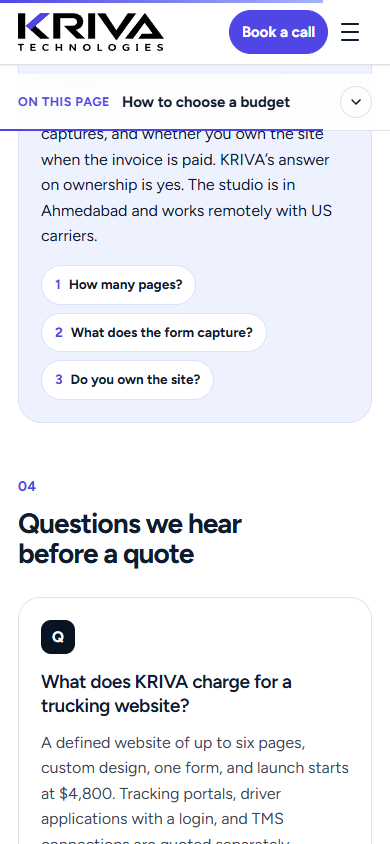 KRIVA
TECHNOLOGIES
Book a call
ON THIS PAGE How to choose a budget
captures, and whether you own the site
when the invoice is paid. KRIVA’s answer
on ownership is yes. The studio is in
Ahmedabad and works remotely with US
carriers.
1 How many pages?
2 What does the form capture?
3 Do you own the site?
04
Questions we hear
before a quote
Q
What does KRIVA charge for a
trucking website?
A defined website of up to six pages,
custom design, one form, and launch starts
at $4,800. Tracking portals, driver
applications with a login, and TMS
connections are quoted separately